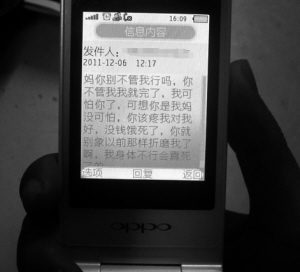 16:09
信息内容
发件人:
2011-12-06 12:17
妈你别不管我行吗，你
不管我我就完了，我可
怕你了，可想你是我妈
没可怕，你该疼我对我
好，没钱饿死了，你就
别象以前那样折磨我了
啊，我身体不行会真死
选项 回复 返回
oppo